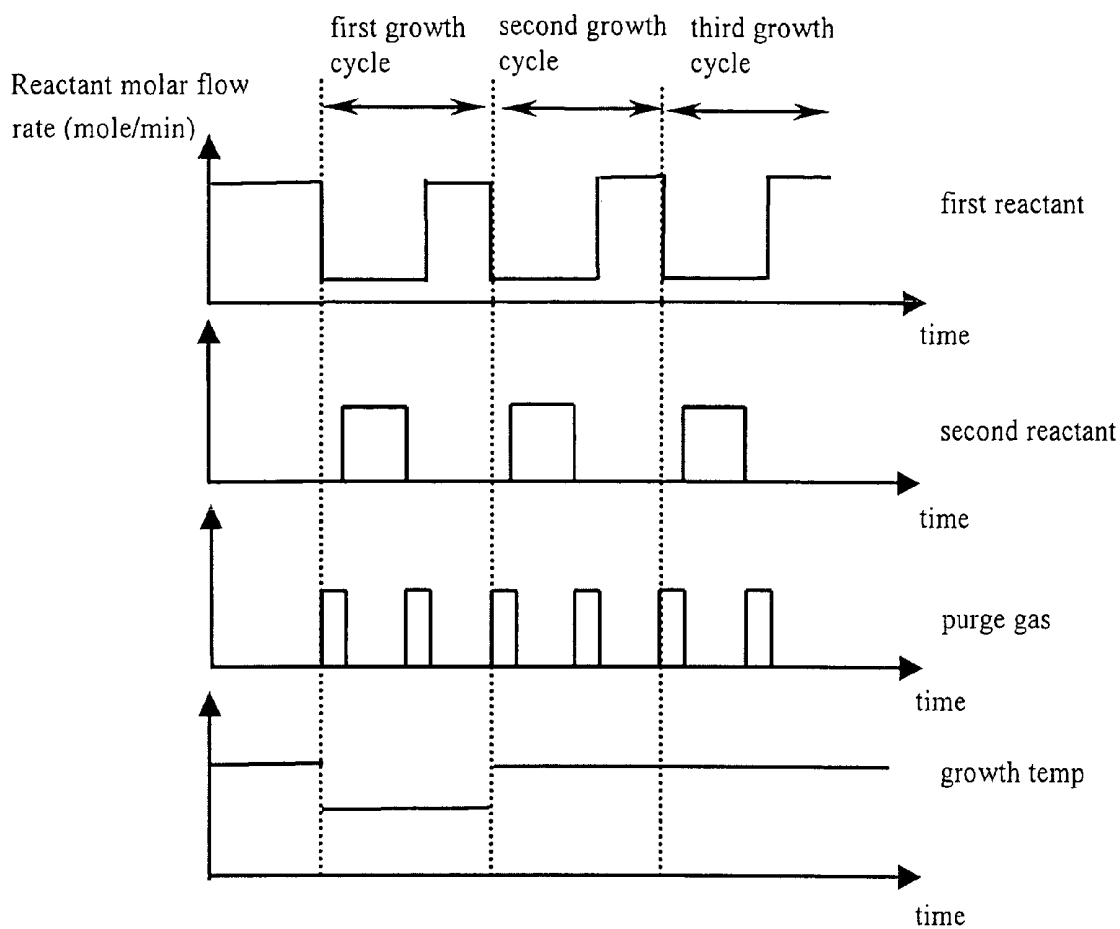 first growth
cycle
second growth
cycle
third growth
cycle
Reactant molar flow
rate (mole/min)
first reactant
time
second reactant
time
purge gas
time
growth temp
time